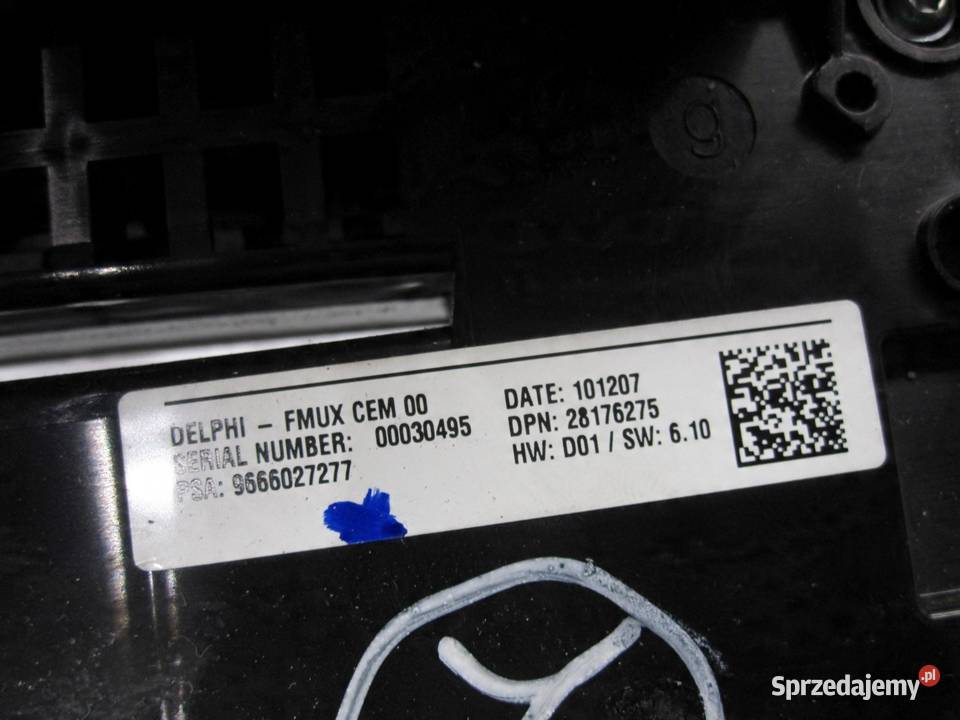 g
DELPHI – FMUX CEM 00
SERIAL NUMBER: 00030495
PSA: 9666027277
DATE: 101207
DPN: 28176275
HW: D01 / SW: 6.10
Sprzedajemy.pl